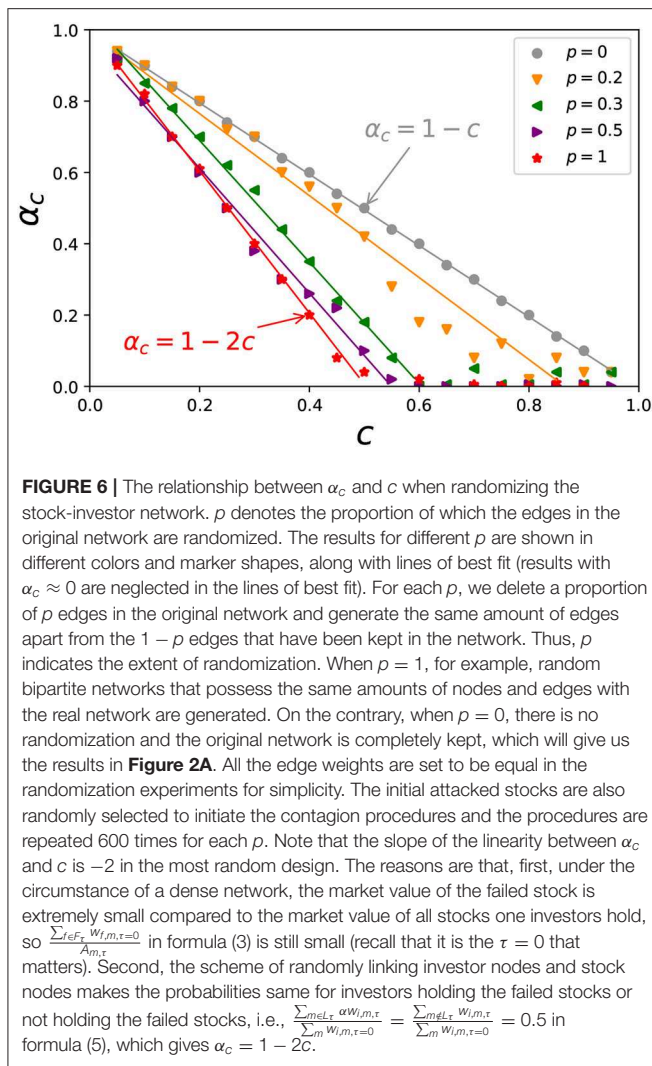 1.0
0.8
0.6
0.4
0.2
0.0
α_c
0.0 0.2 0.4 0.6 0.8 1.0
c
p = 0
p = 0.2
p = 0.3
p = 0.5
p = 1
α_c = 1 − c
α_c = 1 − 2c
FIGURE 6 | The relationship between α_c and c when randomizing the
stock-investor network. p denotes the proportion of which the edges in the
original network are randomized. The results for different p are shown in
different colors and marker shapes, along with lines of best fit (results with
α_c ≈ 0 are neglected in the lines of best fit). For each p, we delete a proportion
of p edges in the original network and generate the same amount of edges
apart from the 1 − p edges that have been kept in the network. Thus, p
indicates the extent of randomization. When p = 1, for example, random
bipartite networks that possess the same amounts of nodes and edges with
the real network are generated. On the contrary, when p = 0, there is no
randomization and the original network is completely kept, which will give us
the results in Figure 2A. All the edge weights are set to be equal in the
randomization experiments for simplicity. The initial attacked stocks are also
randomly selected to initiate the contagion procedures and the procedures are
repeated 600 times for each p. Note that the slope of the linearity between α_c
and c is −2 in the most random design. The reasons are that, first, under the
circumstance of a dense network, the market value of the failed stock is
extremely small compared to the market value of all stocks one investors hold,
so ∑_{f∈F_τ} w_{f,m,τ=0} / A_{m,τ} in formula (3) is still small (recall that it is the τ = 0 that
matters). Second, the scheme of randomly linking investor nodes and stock
nodes makes the probabilities same for investors holding the failed stocks or
not holding the failed stocks, i.e., ∑_{m∈L_τ} αw_{i,m,τ} / ∑_m w_{i,m,τ=0} = ∑_{m∉L_τ} w_{i,m,τ} / ∑_m w_{i,m,τ=0} = 0.5 in
formula (5), which gives α_c = 1 − 2c.